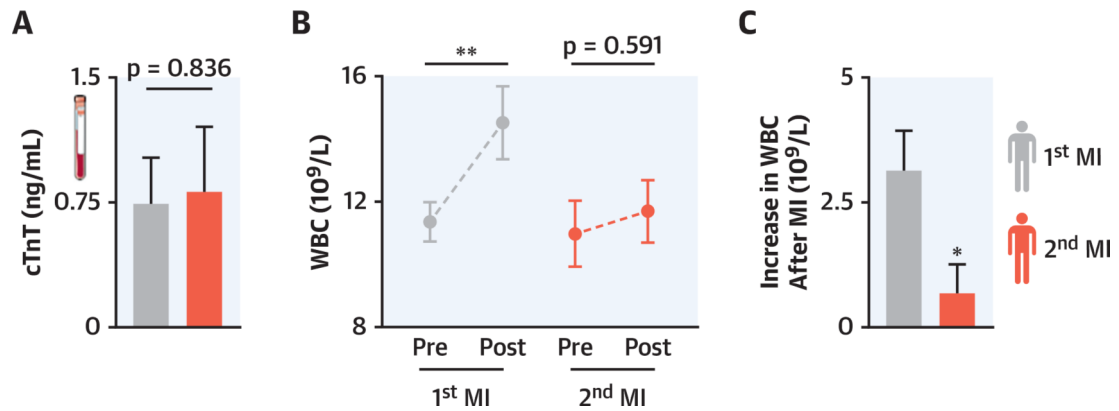 A
p = 0.836
1.5
0.75
0
cTnT (ng/mL)
B
**
p = 0.591
16
12
8
WBC (10⁹/L)
Pre Post Pre Post
1ˢᵗ MI 2ⁿᵈ MI
C
5
2.5
0
Increase in WBC
After MI (10⁹/L)
*
1ˢᵗ MI
2ⁿᵈ MI